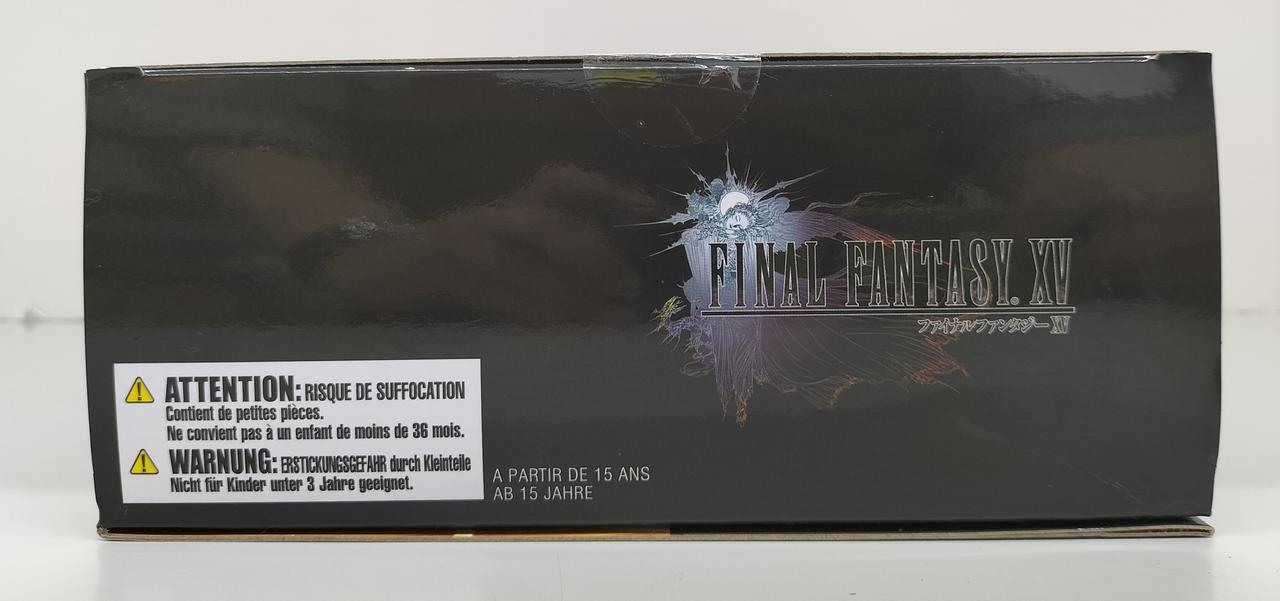 FINAL FANTASY. XV
ファイナルファンタジー XV
ATTENTION: RISQUE DE SUFFOCATION
Contient de petites pièces.
Ne convient pas à un enfant de moins de 36 mois.
WARNUNG: ERSTICKUNGSGEFAHR durch Kleinteile
Nicht für Kinder unter 3 Jahre geeignet.
A PARTIR DE 15 ANS
AB 15 JAHRE